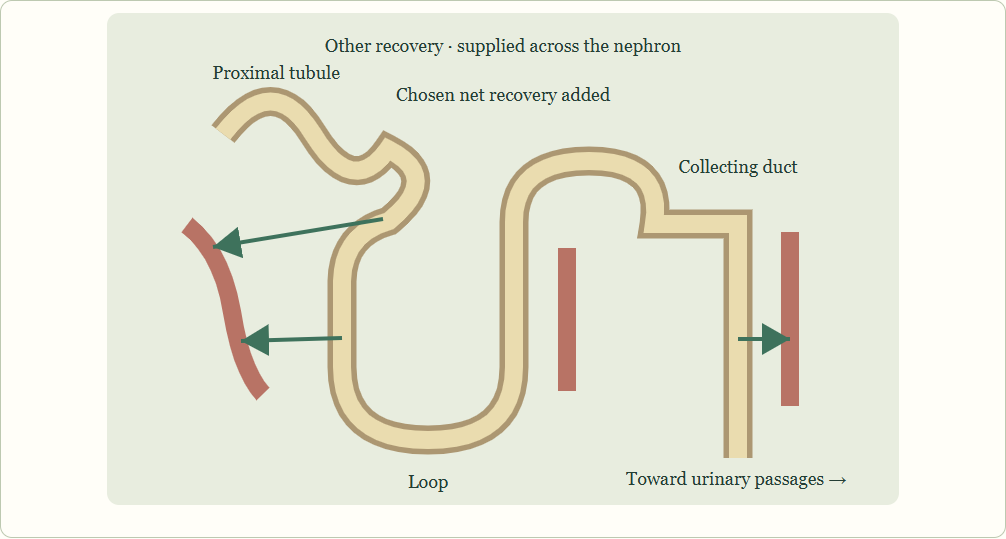 Other recovery · supplied across the nephron
Proximal tubule
Chosen net recovery added
Collecting duct
Loop
Toward urinary passages →